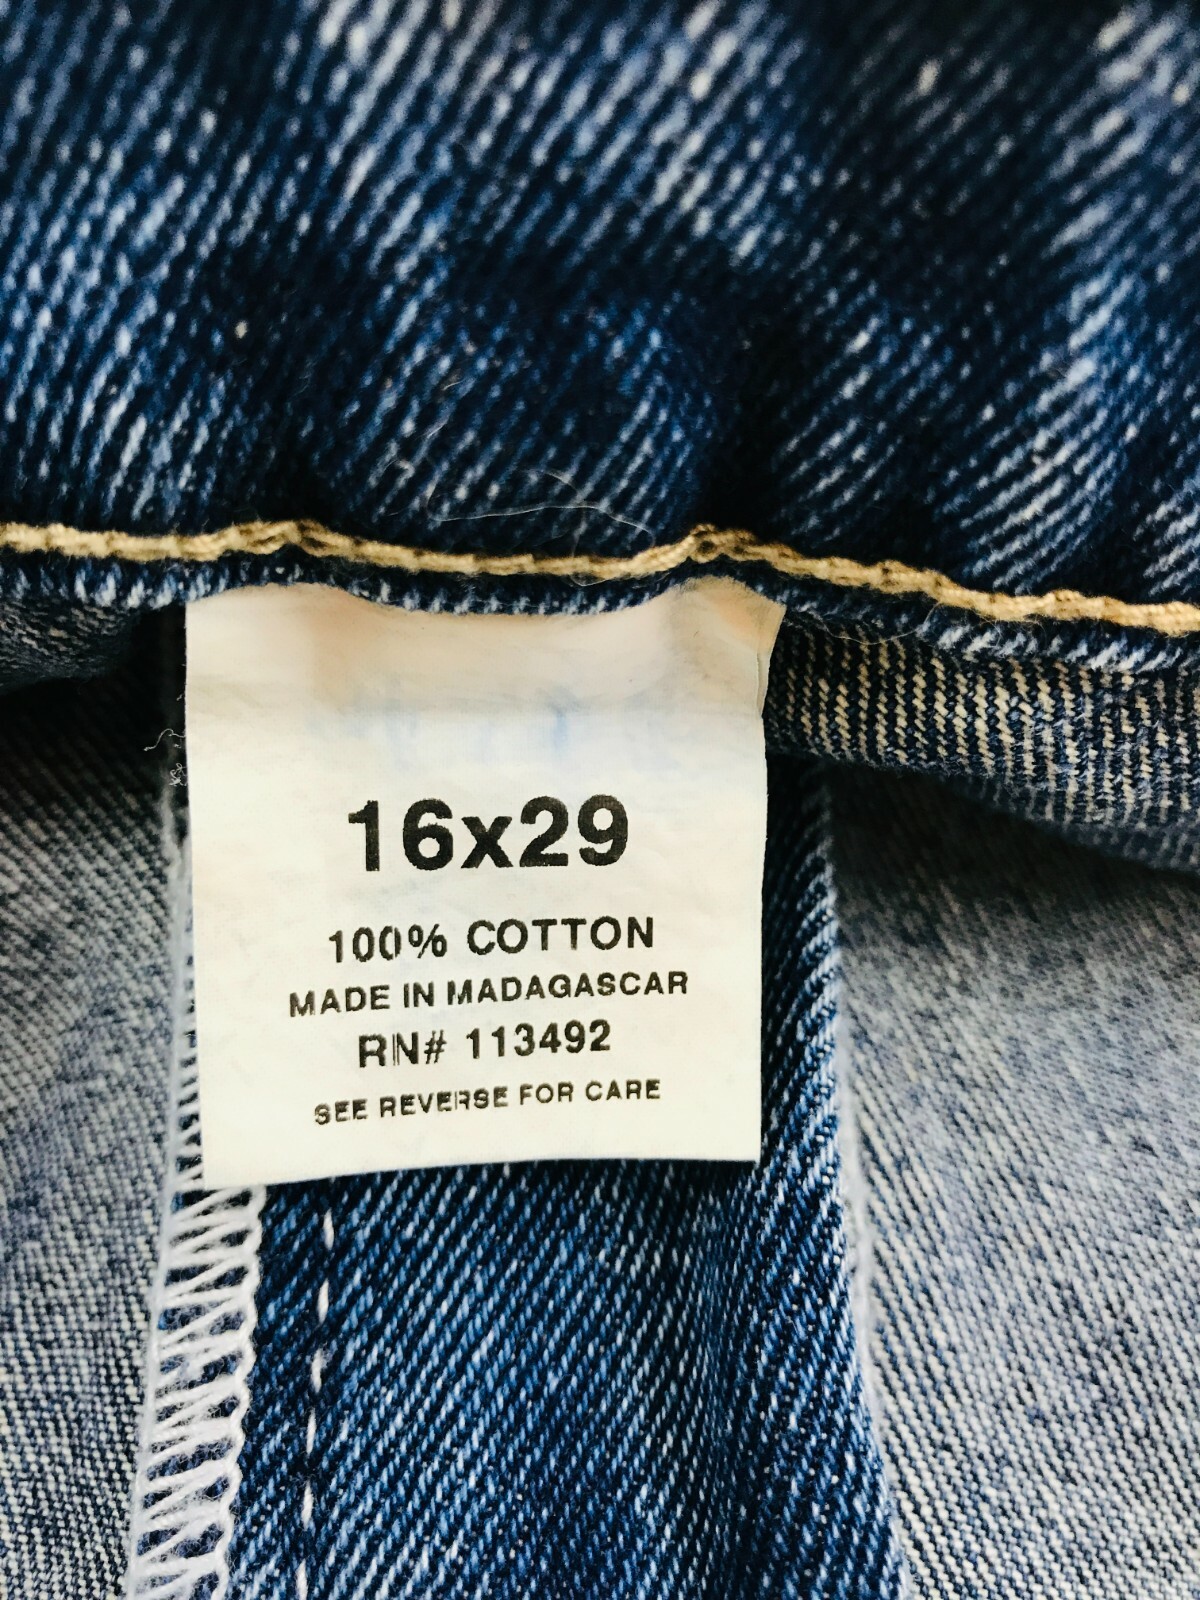 16x29
100% COTTON
MADE IN MADAGASCAR
RN# 113492
SEE REVERSE FOR CARE